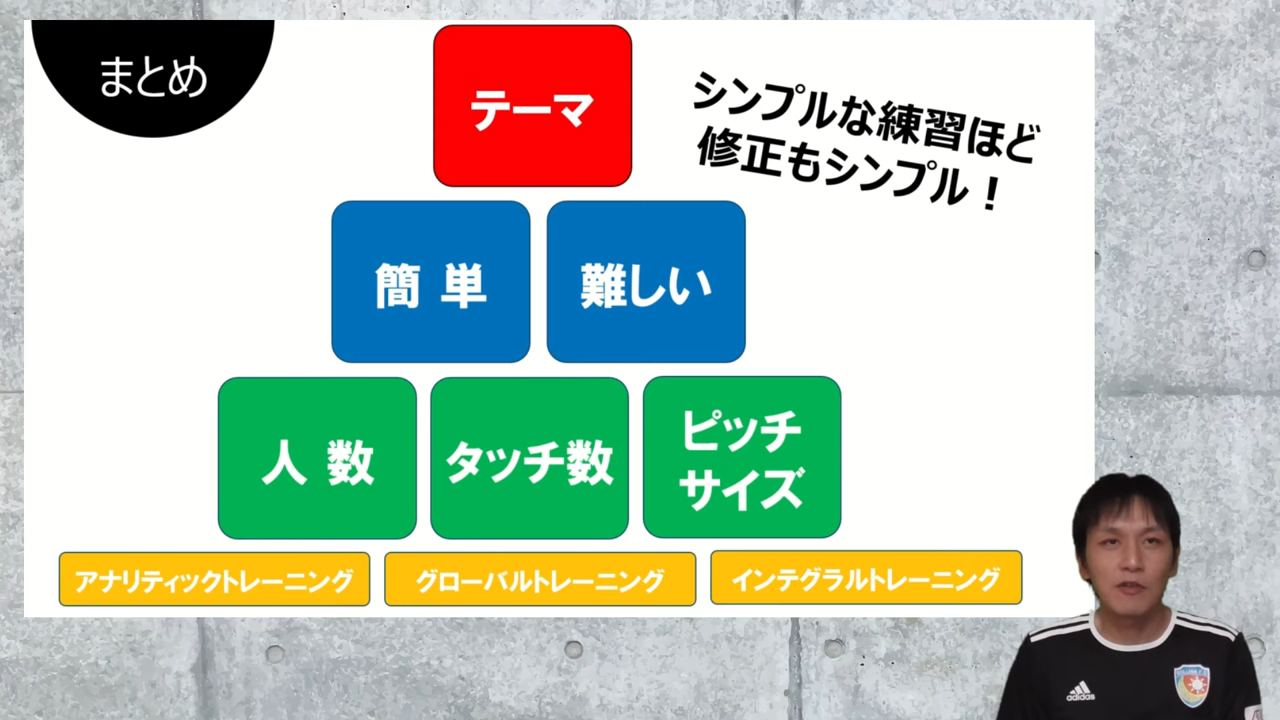 まとめ
テーマ
シンプルな練習ほど
修正もシンプル！
簡単
難しい
人数
タッチ数
ピッチ
サイズ
アナリティックトレーニング
グローバルトレーニング
インテグラルトレーニング
adidas